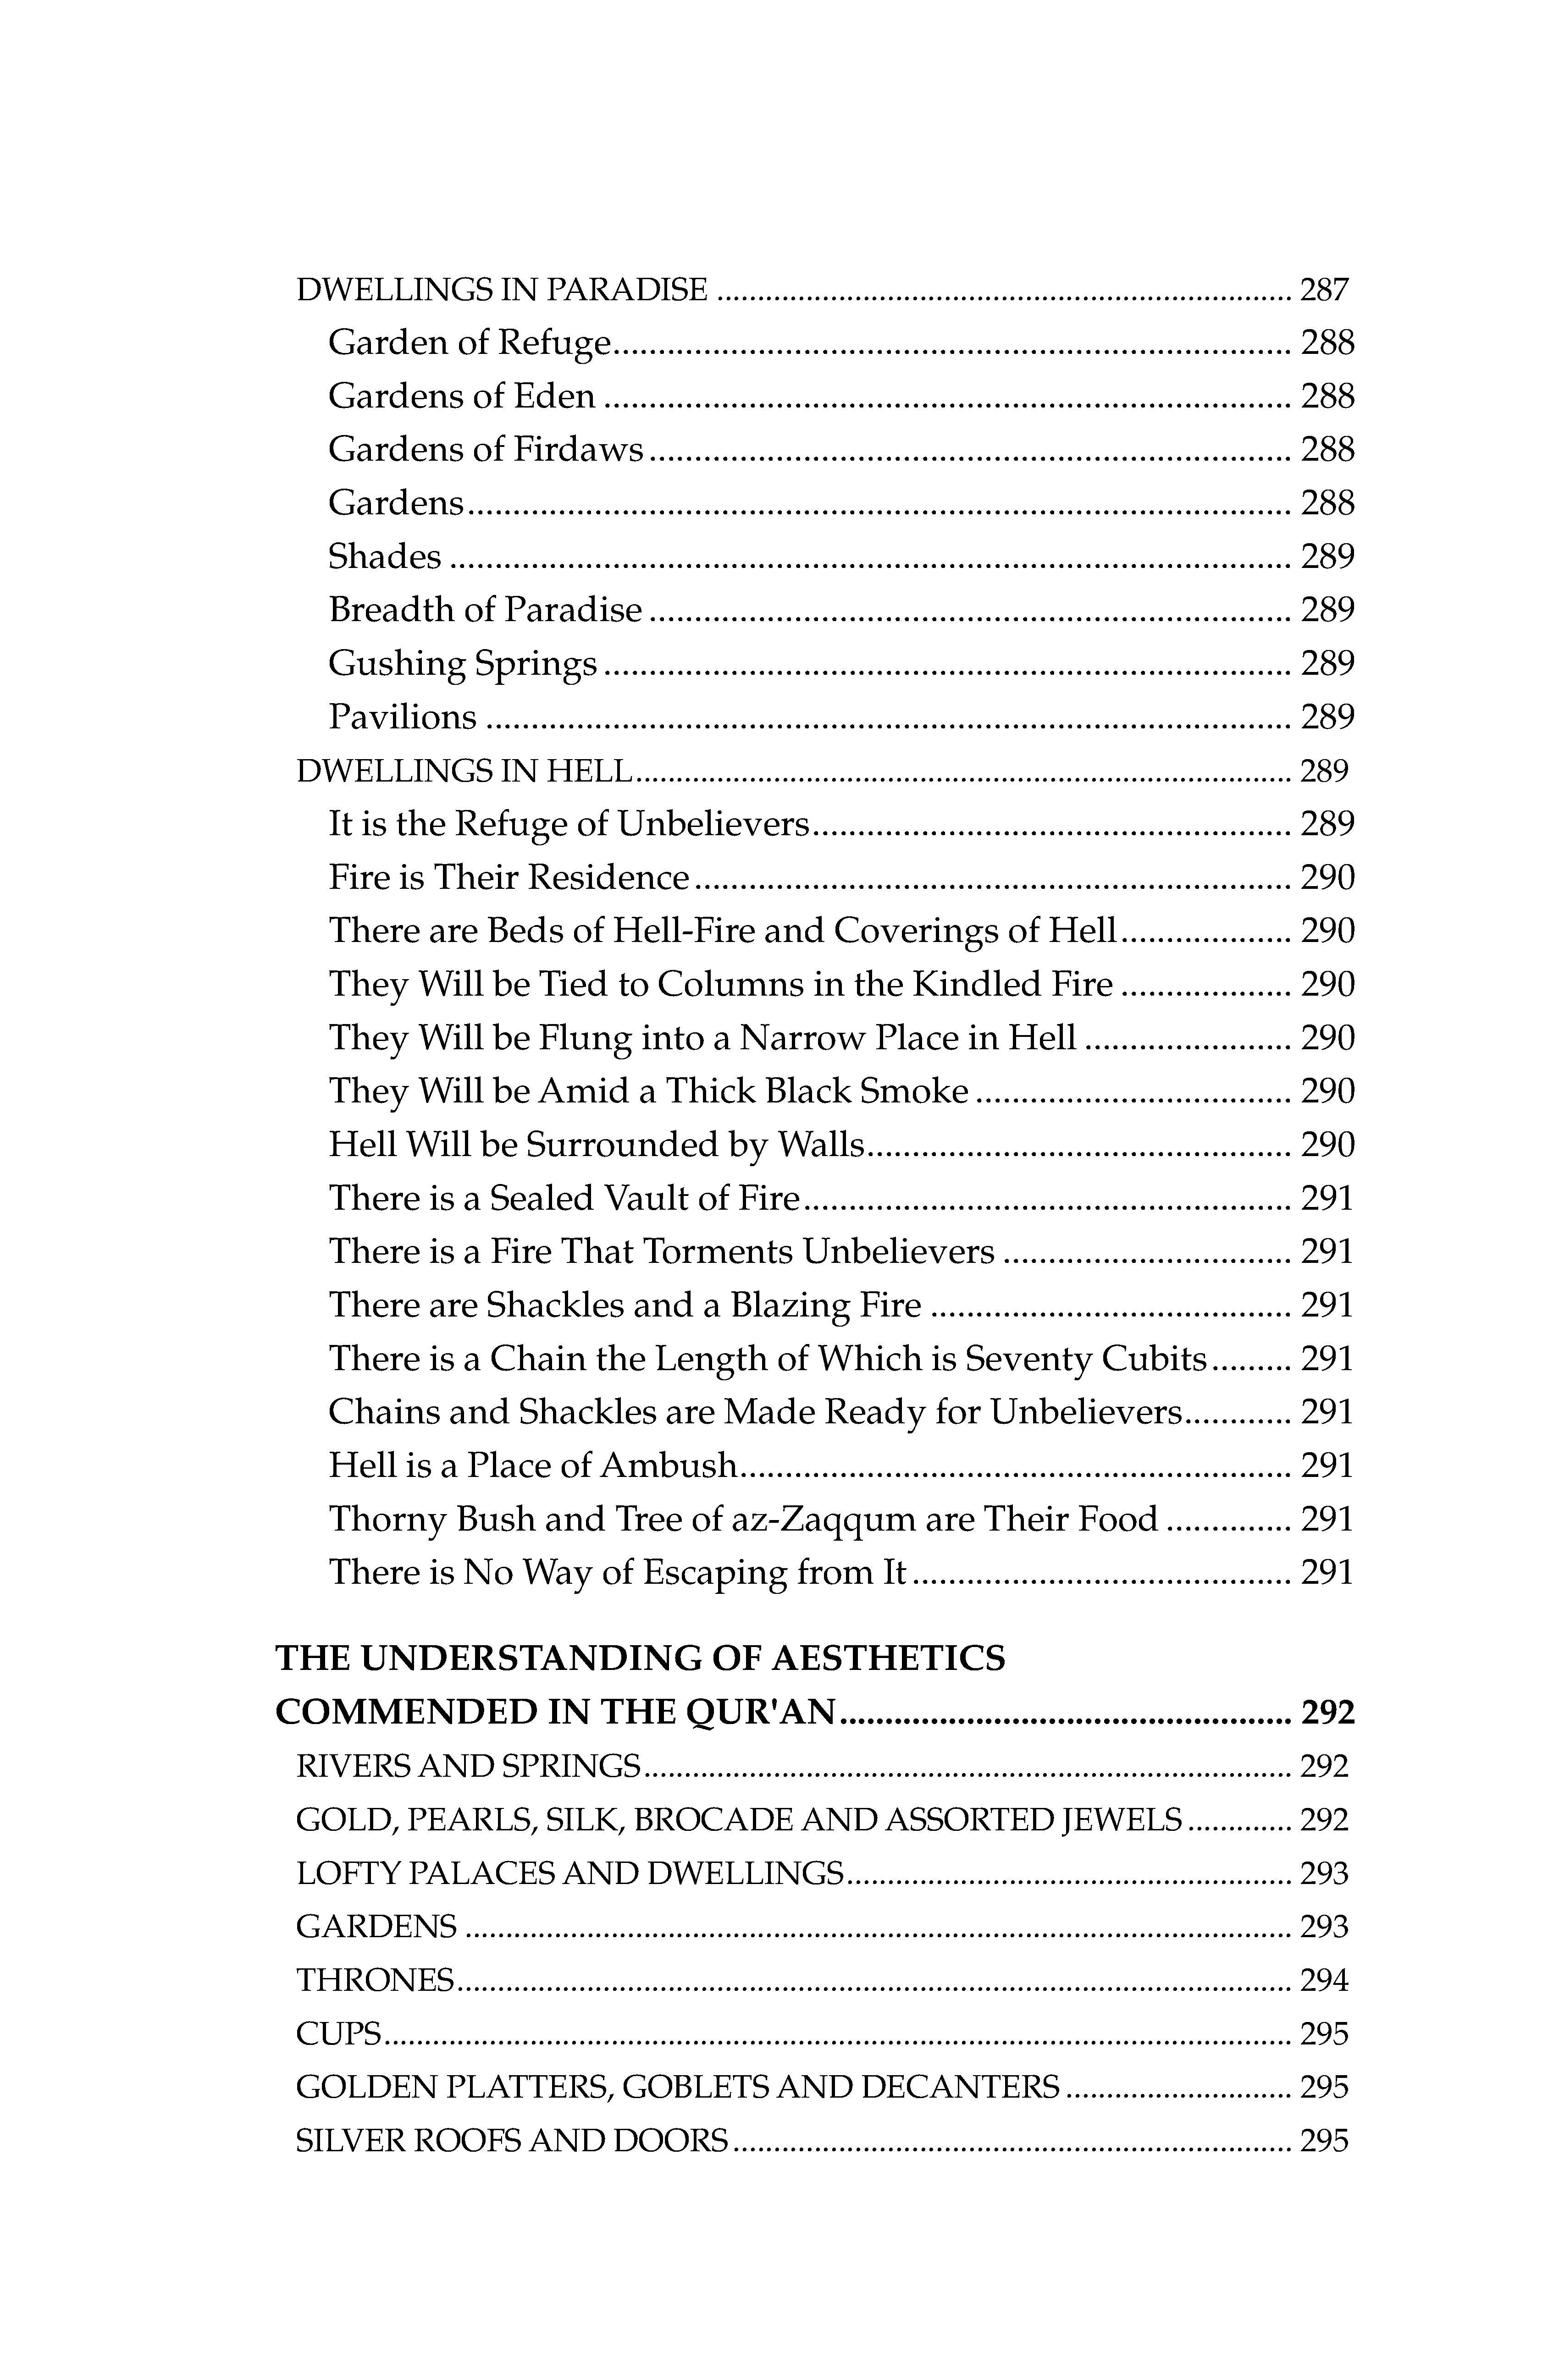 DWELLINGS IN PARADISE ........................................................................ 287
Garden of Refuge........................................................................... 288
Gardens of Eden ............................................................................ 288
Gardens of Firdaws ....................................................................... 288
Gardens........................................................................................... 288
Shades ............................................................................................. 289
Breadth of Paradise ....................................................................... 289
Gushing Springs ............................................................................ 289
Pavilions ......................................................................................... 289
DWELLINGS IN HELL.................................................................................. 289
It is the Refuge of Unbelievers..................................................... 289
Fire is Their Residence .................................................................. 290
There are Beds of Hell-Fire and Coverings of Hell................... 290
They Will be Tied to Columns in the Kindled Fire ................... 290
They Will be Flung into a Narrow Place in Hell ....................... 290
They Will be Amid a Thick Black Smoke ................................... 290
Hell Will be Surrounded by Walls............................................... 290
There is a Sealed Vault of Fire...................................................... 291
There is a Fire That Torments Unbelievers ................................ 291
There are Shackles and a Blazing Fire ........................................ 291
There is a Chain the Length of Which is Seventy Cubits......... 291
Chains and Shackles are Made Ready for Unbelievers............ 291
Hell is a Place of Ambush............................................................. 291
Thorny Bush and Tree of az-Zaqqum are Their Food .............. 291
There is No Way of Escaping from It .......................................... 291
THE UNDERSTANDING OF AESTHETICS
COMMENDED IN THE QUR'AN.................................................. 292
RIVERS AND SPRINGS................................................................................ 292
GOLD, PEARLS, SILK, BROCADE AND ASSORTED JEWELS ............. 292
LOFTY PALACES AND DWELLINGS....................................................... 293
GARDENS ...................................................................................................... 293
THRONES....................................................................................................... 294
CUPS................................................................................................................ 295
GOLDEN PLATTERS, GOBLETS AND DECANTERS ............................ 295
SILVER ROOFS AND DOORS ..................................................................... 295